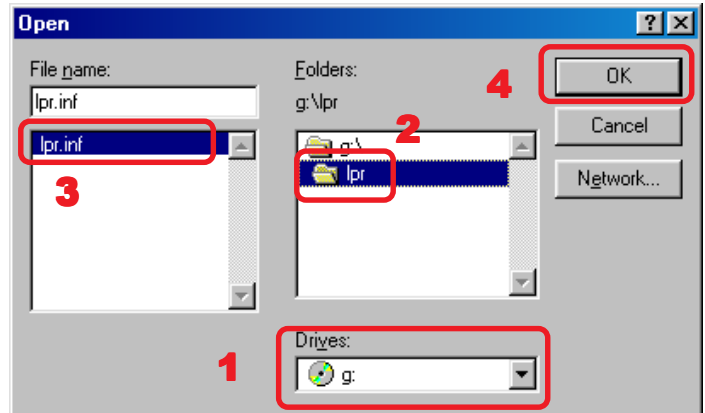 Open
File name:
lpr.inf
lpr.inf
3
Folders:
g:\lpr
2
g:\
lpr
1
Drives:
g:
4
OK
Cancel
Network...